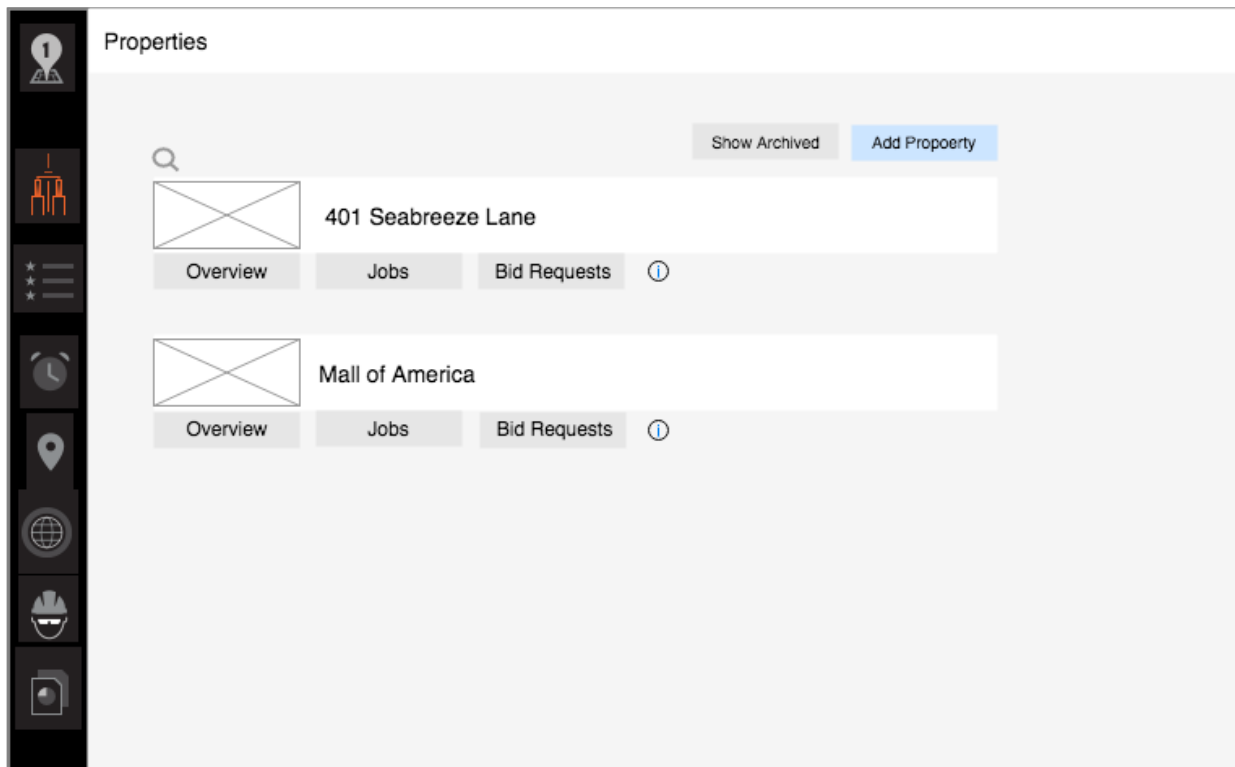 1
Properties
Show Archived
Add Propoerty
401 Seabreeze Lane
Overview
Jobs
Bid Requests
i
Mall of America
Overview
Jobs
Bid Requests
i